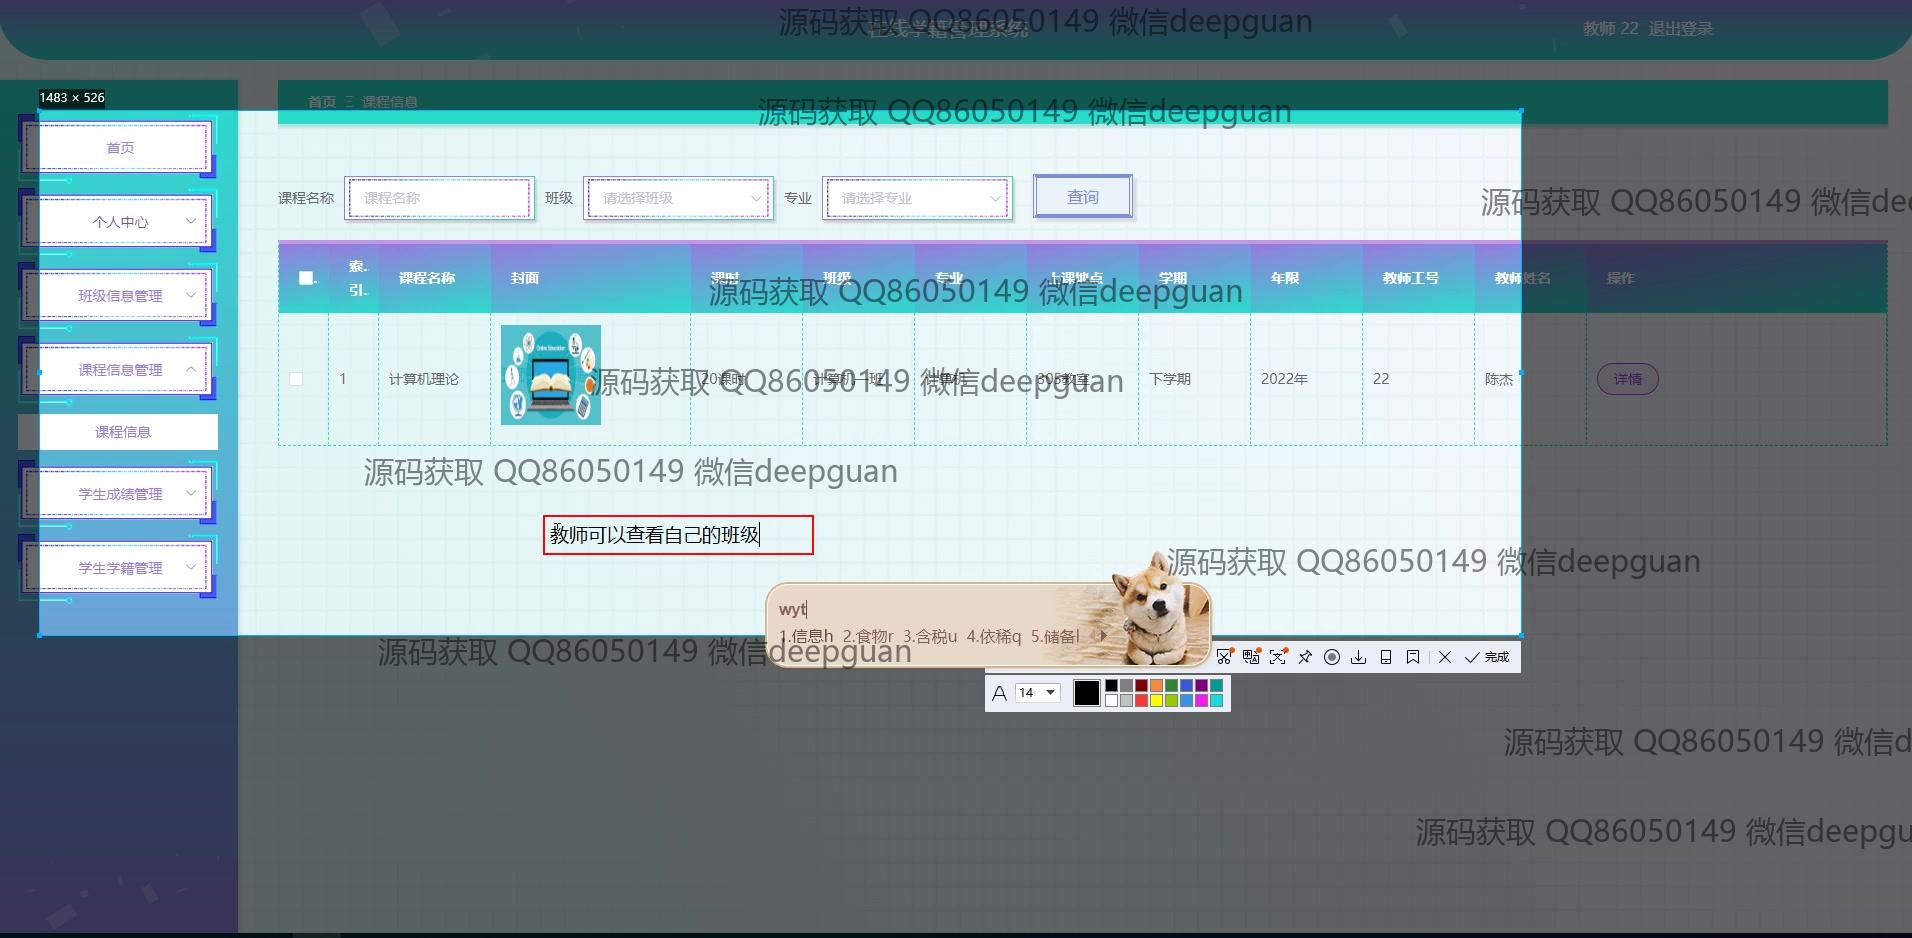 源码获取 QQ86050149 微信deepguan
在线学籍管理系统
教师 22 退出登录
1483 × 526
首页 课程信息
源码获取 QQ86050149 微信deepguan
首页
个人中心
班级信息管理
课程信息管理
课程信息
学生成绩管理
学生学籍管理
课程名称 课程名称 班级 请选择班级 专业 请选择专业 查询
源码获取 QQ86050149 微信dee
索.. 引.. 课程名称 封面 课时 班级 专业 上课地点 学期 年限 教师工号 教师姓名 操作
源码获取 QQ86050149 微信deepguan
1 计算机理论 Online Education 20课时 计算机一班 计算机 305教室 下学期 2022年 22 陈杰 详情
源码获取 QQ86050149 微信deepguan
源码获取 QQ86050149 微信deepguan
教师可以查看自己的班级
源码获取 QQ86050149 微信deepguan
wyt
1.信息h 2.食物r 3.含税u 4.依稀q 5.储备l
源码获取 QQ86050149 微信deepguan
完成
A 14
源码获取 QQ86050149 微信d
源码获取 QQ86050149 微信deepgu